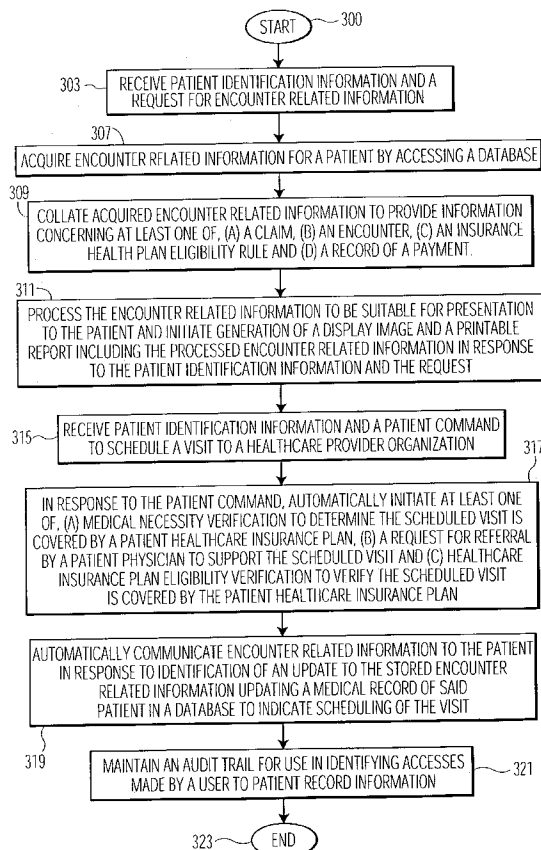 START
300
303
RECEIVE PATIENT IDENTIFICATION INFORMATION AND A
REQUEST FOR ENCOUNTER RELATED INFORMATION
307
ACQUIRE ENCOUNTER RELATED INFORMATION FOR A PATIENT BY ACCESSING A DATABASE
309
COLLATE ACQUIRED ENCOUNTER RELATED INFORMATION TO PROVIDE INFORMATION
CONCERNING AT LEAST ONE OF, (A) A CLAIM, (B) AN ENCOUNTER, (C) AN INSURANCE
HEALTH PLAN ELIGIBILITY RULE AND (D) A RECORD OF A PAYMENT.
311
PROCESS THE ENCOUNTER RELATED INFORMATION TO BE SUITABLE FOR PRESENTATION
TO THE PATIENT AND INITIATE GENERATION OF A DISPLAY IMAGE AND A PRINTABLE
REPORT INCLUDING THE PROCESSED ENCOUNTER RELATED INFORMATION IN RESPONSE
TO THE PATIENT IDENTIFICATION INFORMATION AND THE REQUEST
315
RECEIVE PATIENT IDENTIFICATION INFORMATION AND A PATIENT COMMAND
TO SCHEDULE A VISIT TO A HEALTHCARE PROVIDER ORGANIZATION
317
IN RESPONSE TO THE PATIENT COMMAND, AUTOMATICALLY INITIATE AT LEAST ONE
OF, (A) MEDICAL NECESSITY VERIFICATION TO DETERMINE THE SCHEDULED VISIT IS
COVERED BY A PATIENT HEALTHCARE INSURANCE PLAN, (B) A REQUEST FOR REFERRAL
BY A PATIENT PHYSICIAN TO SUPPORT THE SCHEDULED VISIT AND (C) HEALTHCARE
INSURANCE PLAN ELIGIBILITY VERIFICATION TO VERIFY THE SCHEDULED VISIT
IS COVERED BY THE PATIENT HEALTHCARE INSURANCE PLAN
AUTOMATICALLY COMMUNICATE ENCOUNTER RELATED INFORMATION TO THE PATIENT
IN RESPONSE TO IDENTIFICATION OF AN UPDATE TO THE STORED ENCOUNTER
RELATED INFORMATION UPDATING A MEDICAL RECORD OF SAID
PATIENT IN A DATABASE TO INDICATE SCHEDULING OF THE VISIT
319
MAINTAIN AN AUDIT TRAIL FOR USE IN IDENTIFYING ACCESSES
MADE BY A USER TO PATIENT RECORD INFORMATION
321
323
END